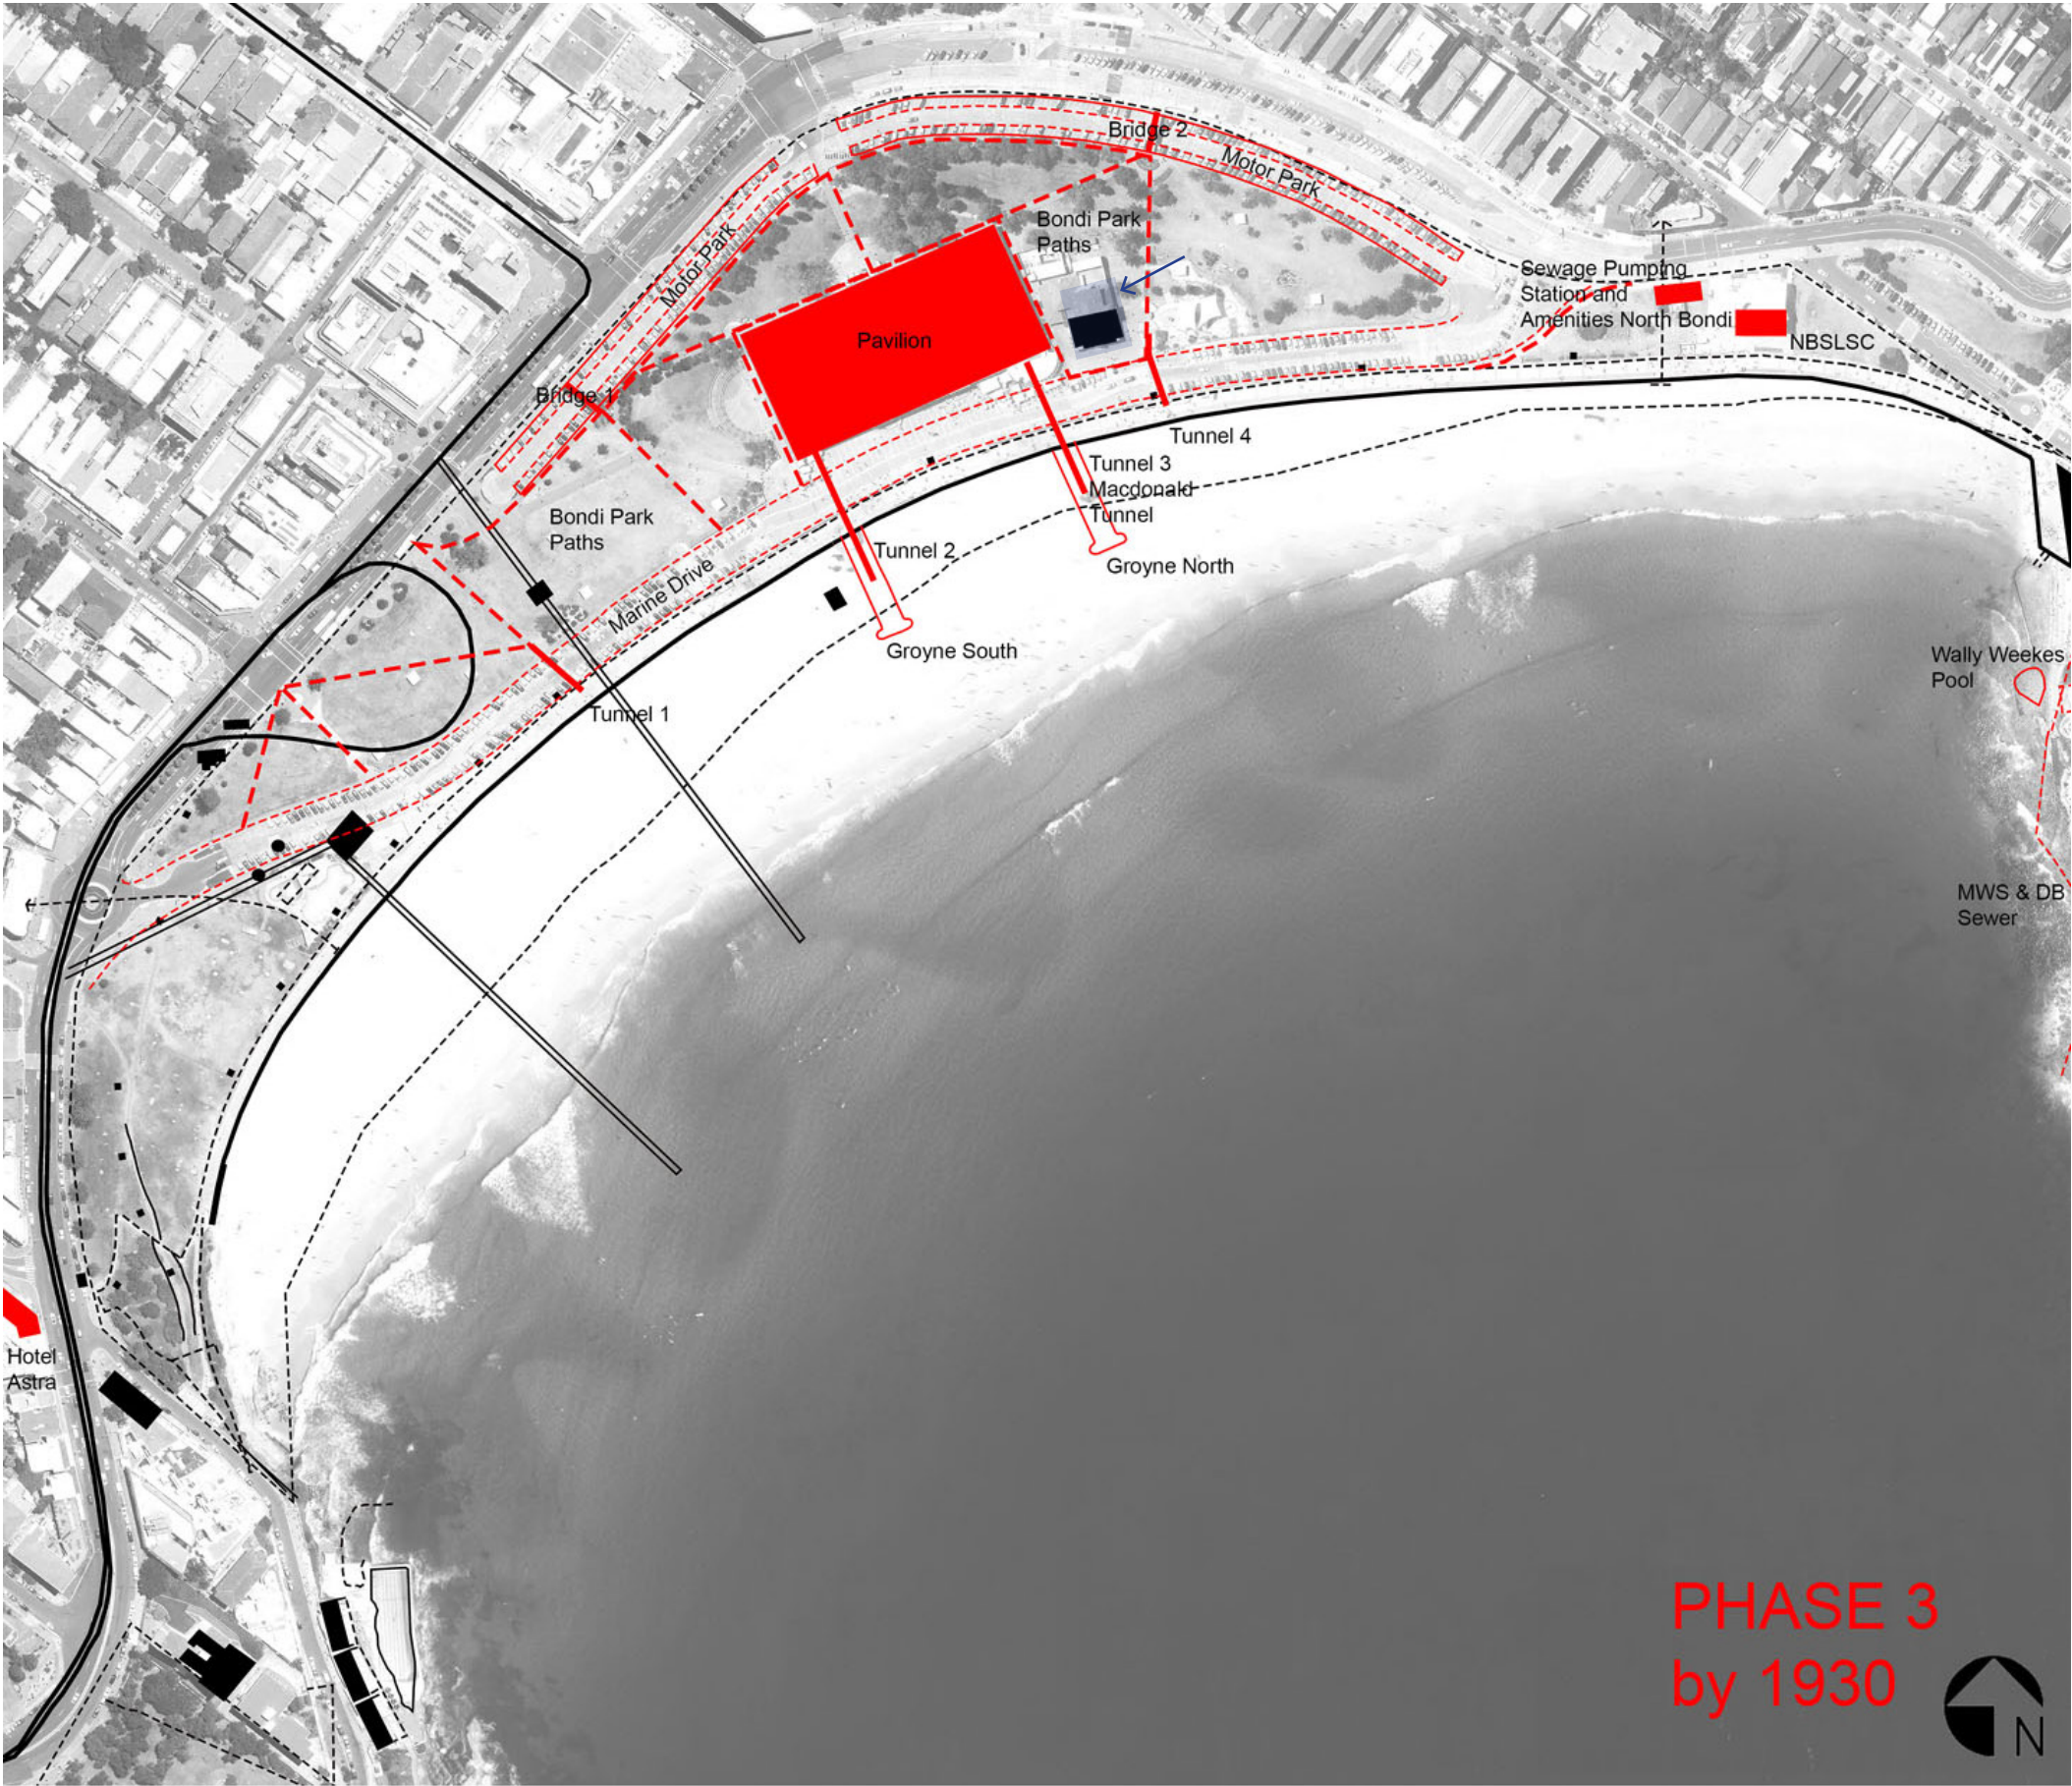 Bridge 2
Motor Park
Bondi Park
Paths
Motor Park
Sewage Pumping
Station and
Amenities North Bondi
NBSLSC
Pavilion
Bridge 1
Tunnel 4
Tunnel 3
Macdonald
Tunnel
Bondi Park
Paths
Tunnel 2
Groyne North
Marine Drive
Groyne South
Wally Weekes
Pool
Tunnel 1
MWS & DB
Sewer
Hotel
Astra
PHASE 3
by 1930
N